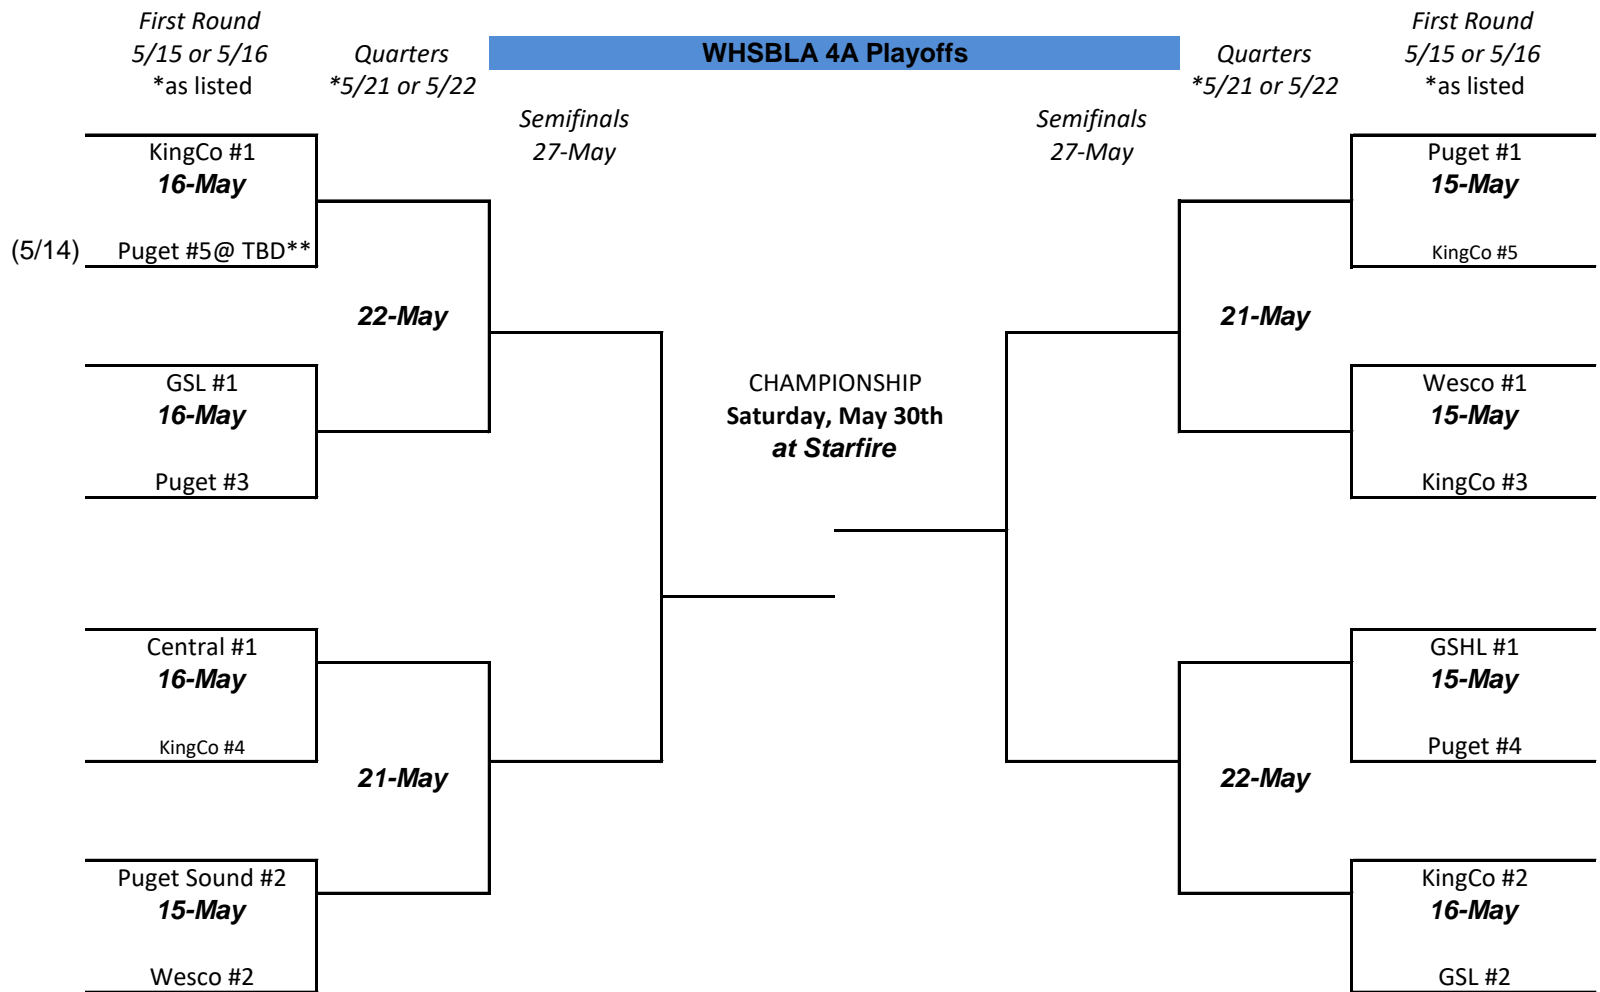 First Round
5/15 or 5/16
*as listed
Quarters
*5/21 or 5/22
WHSBLA 4A Playoffs
Quarters
*5/21 or 5/22
First Round
5/15 or 5/16
*as listed
Semifinals
27-May
Semifinals
27-May
KingCo #1
16-May
(5/14) Puget #5@ TBD**
22-May
GSL #1
16-May
Puget #3
Central #1
16-May
KingCo #4
21-May
Puget Sound #2
15-May
Wesco #2
CHAMPIONSHIP
Saturday, May 30th
at Starfire
Puget #1
15-May
KingCo #5
21-May
Wesco #1
15-May
KingCo #3
GSHL #1
15-May
Puget #4
22-May
KingCo #2
16-May
GSL #2